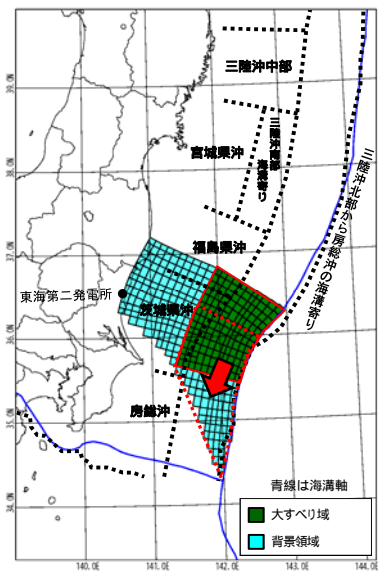 三陸沖中部
39.0N
三陸沖南部
海溝寄り
宮城県沖
38.0N
三陸沖北部から房総沖の海溝寄り
福島県沖
37.0N
東海第二発電所
茨城県沖
36.0N
房総沖
35.0N
青線は海溝軸
大すべり域
背景領域
34.0N
140.0E
141.0E
142.0E
143.0E
144.0E